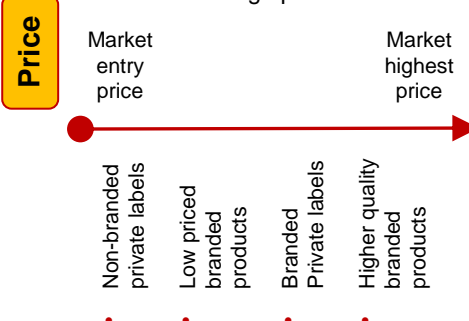 Price
Market
entry
price
Market
highest
price
Non-branded
private labels
Low priced
branded
products
Branded
Private labels
Higher quality
branded
products